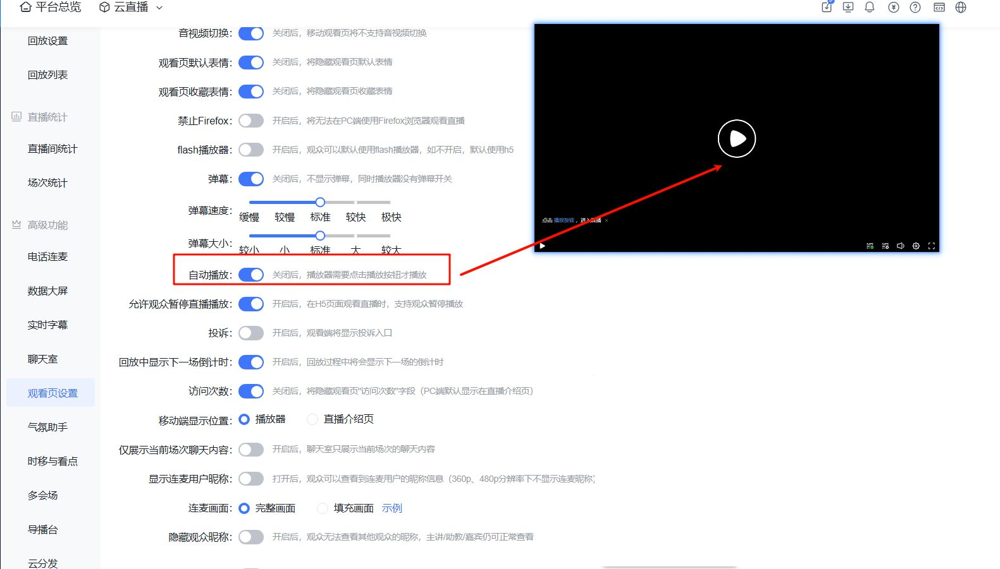 平台总览
云直播
回放设置
回放列表
直播统计
直播间统计
场次统计
高级功能
电话连麦
数据大屏
实时字幕
聊天室
观看页设置
气氛助手
时移与看点
多会场
导播台
云分发
音视频切换： 关闭后，移动观看页将不支持音视频切换
观看页默认表情： 关闭后，将隐藏观看页默认表情
观看页收藏表情： 关闭后，将隐藏观看页收藏表情
禁止Firefox： 开启后，将无法在PC端使用Firefox浏览器观看直播
flash播放器： 开启后，观众可以默认使用flash播放器，如不开启，默认使用h5
弹幕： 关闭后，不显示弹幕，同时播放器没有弹幕开关
弹幕速度：
缓慢 较慢 标准 较快 极快
弹幕大小：
较小 小 标准 大 较大
自动播放： 关闭后，播放器需要点击播放按钮才播放
允许观众暂停直播播放： 开启后，在H5页面观看直播时，支持观众暂停播放
投诉： 开启后，观看端将显示投诉入口
回放中显示下一场倒计时： 开启后，回放过程中将会显示下一场的倒计时
访问次数： 关闭后，将隐藏观看页"访问次数"字段（PC端默认显示在直播介绍页）
移动端显示位置： 播放器 直播介绍页
仅展示当前场次聊天内容： 开启后，聊天室只展示当前场次的聊天内容
显示连麦用户昵称： 打开后，观众可以查看到连麦用户的昵称信息（360p、480p分辨率下不显示连麦昵称）
连麦画面： 完整画面 填充画面 示例
隐藏观众昵称： 开启后，观众无法查看其他观众的昵称，主讲/助教/嘉宾仍可正常查看
点击 播放按钮 ，进入直播 ×